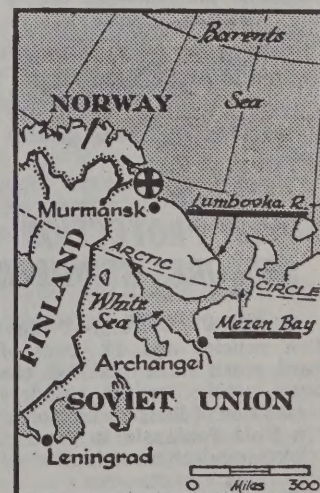 Barents
Sea
NORWAY
Murmansk
Lumbovka R.
ARCTIC CIRCLE
FINLAND
White
Sea
Mezen Bay
Archangel
SOVIET UNION
Leningrad
0 Miles 300